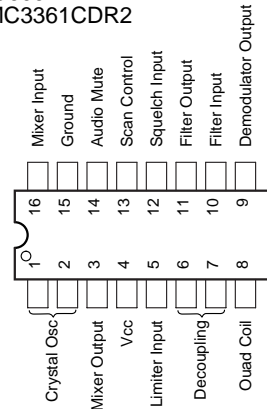 MC3361CDR2
Mixer Input
Ground
Audio Mute
Scan Control
Squelch Input
Filter Output
Filter Input
Demodulator Output
16 15 14 13 12 11 10 9
1 2 3 4 5 6 7 8
Crystal Osc
Mixer Output
Vcc
Limiter Input
Decoupling
Ouad Coil